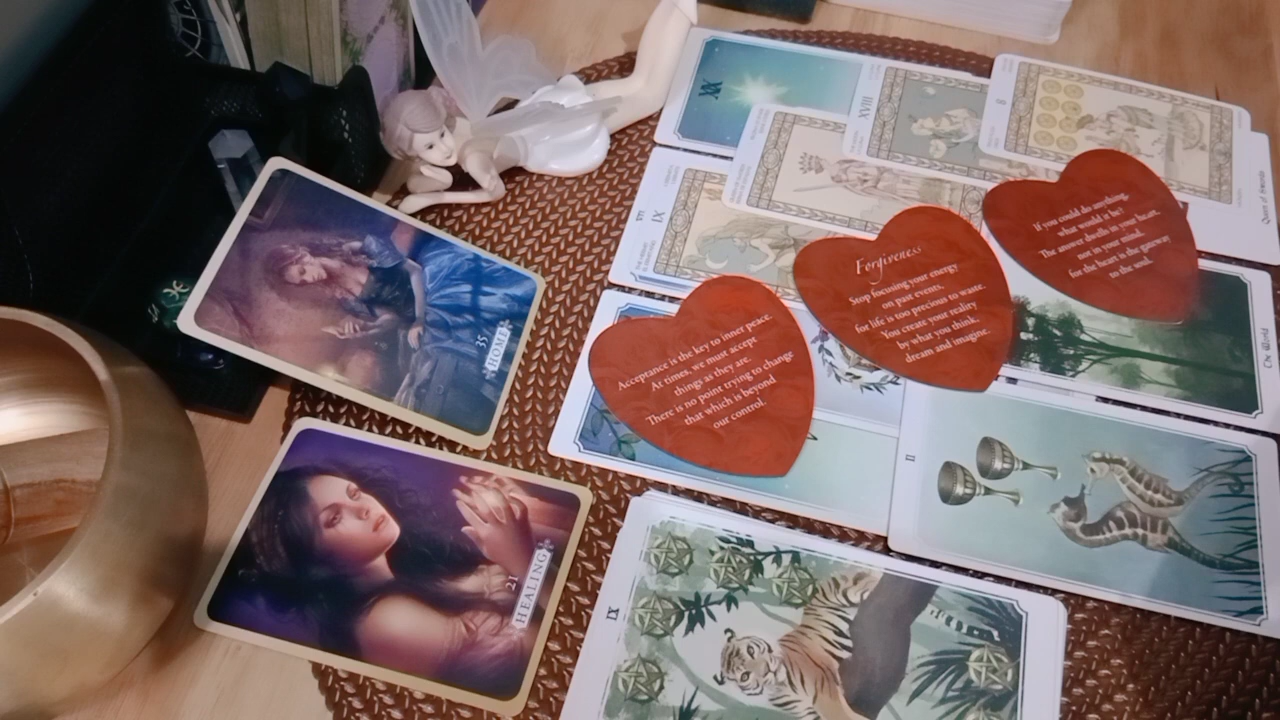 XVIII
8
IX
Queen of Pentacles
If you could do anything,
what would it be?
The answer dwells in your heart,
not in your mind,
for the heart is the gateway
to the soul.
Forgiveness
Stop focusing your energy
on past events,
for life is too precious to waste.
You create your reality
by what you think,
dream and imagine.
Acceptance is the key to inner peace.
At times, we must accept
things as they are.
There is no point trying to change
that which is beyond
our control.
The World
35
HOME
II
21
HEALING
IX